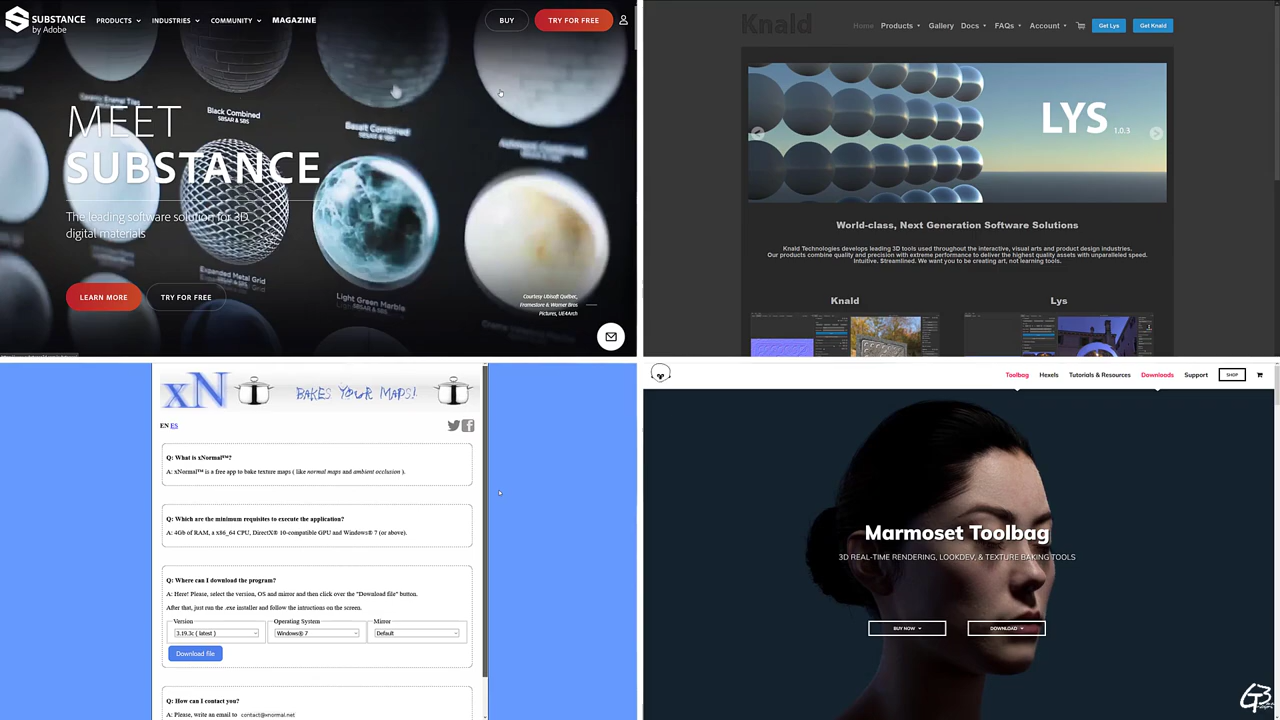 SUBSTANCE
by Adobe
PRODUCTS
INDUSTRIES
COMMUNITY
MAGAZINE
BUY
TRY FOR FREE
Black Combined
SBSAR & SBS
Basalt Combined
SBSAR & SBS
MEET
SUBSTANCE
The leading software solution for 3D
digital materials
Expanded Metal Grid
Light Green Marble
LEARN MORE
TRY FOR FREE
Courtesy Ubisoft Québec,
Framestore & Warner Bros
Pictures, UE4Arch
Knald
Home
Products
Gallery
Docs
FAQs
Account
Get Lys
Get Knald
LYS 1.0.3
World-class, Next Generation Software Solutions
Knald Technologies develops leading 3D tools used throughout the interactive, visual arts and product design industries.
Our products combine quality and precision with extreme performance to deliver the highest quality assets with unparalleled speed.
Intuitive. Streamlined. We want you to be creating art, not learning tools.
Knald
Lys
xN
BAKES YOUR MAPS!
EN ES
Q: What is xNormal™?
A: xNormal™ is a free app to bake texture maps ( like normal maps and ambient occlusion ).
Q: Which are the minimum requisites to execute the application?
A: 4Gb of RAM, a x86_64 CPU, DirectX® 10-compatible GPU and Windows® 7 (or above).
Q: Where can I download the program?
A: Here! Please, select the version, OS and mirror and then click over the "Download file" button.
After that, just run the .exe installer and follow the intructions on the screen.
Version
Operating System
Mirror
3.19.3c ( latest )
Windows® 7
Default
Download file
Q: How can I contact you?
A: Please, write an email to contact@xnormal.net
Toolbag
Hexels
Tutorials & Resources
Downloads
Support
SHOP
Marmoset Toolbag
3D REAL-TIME RENDERING, LOOKDEV, & TEXTURE BAKING TOOLS
BUY NOW
DOWNLOAD